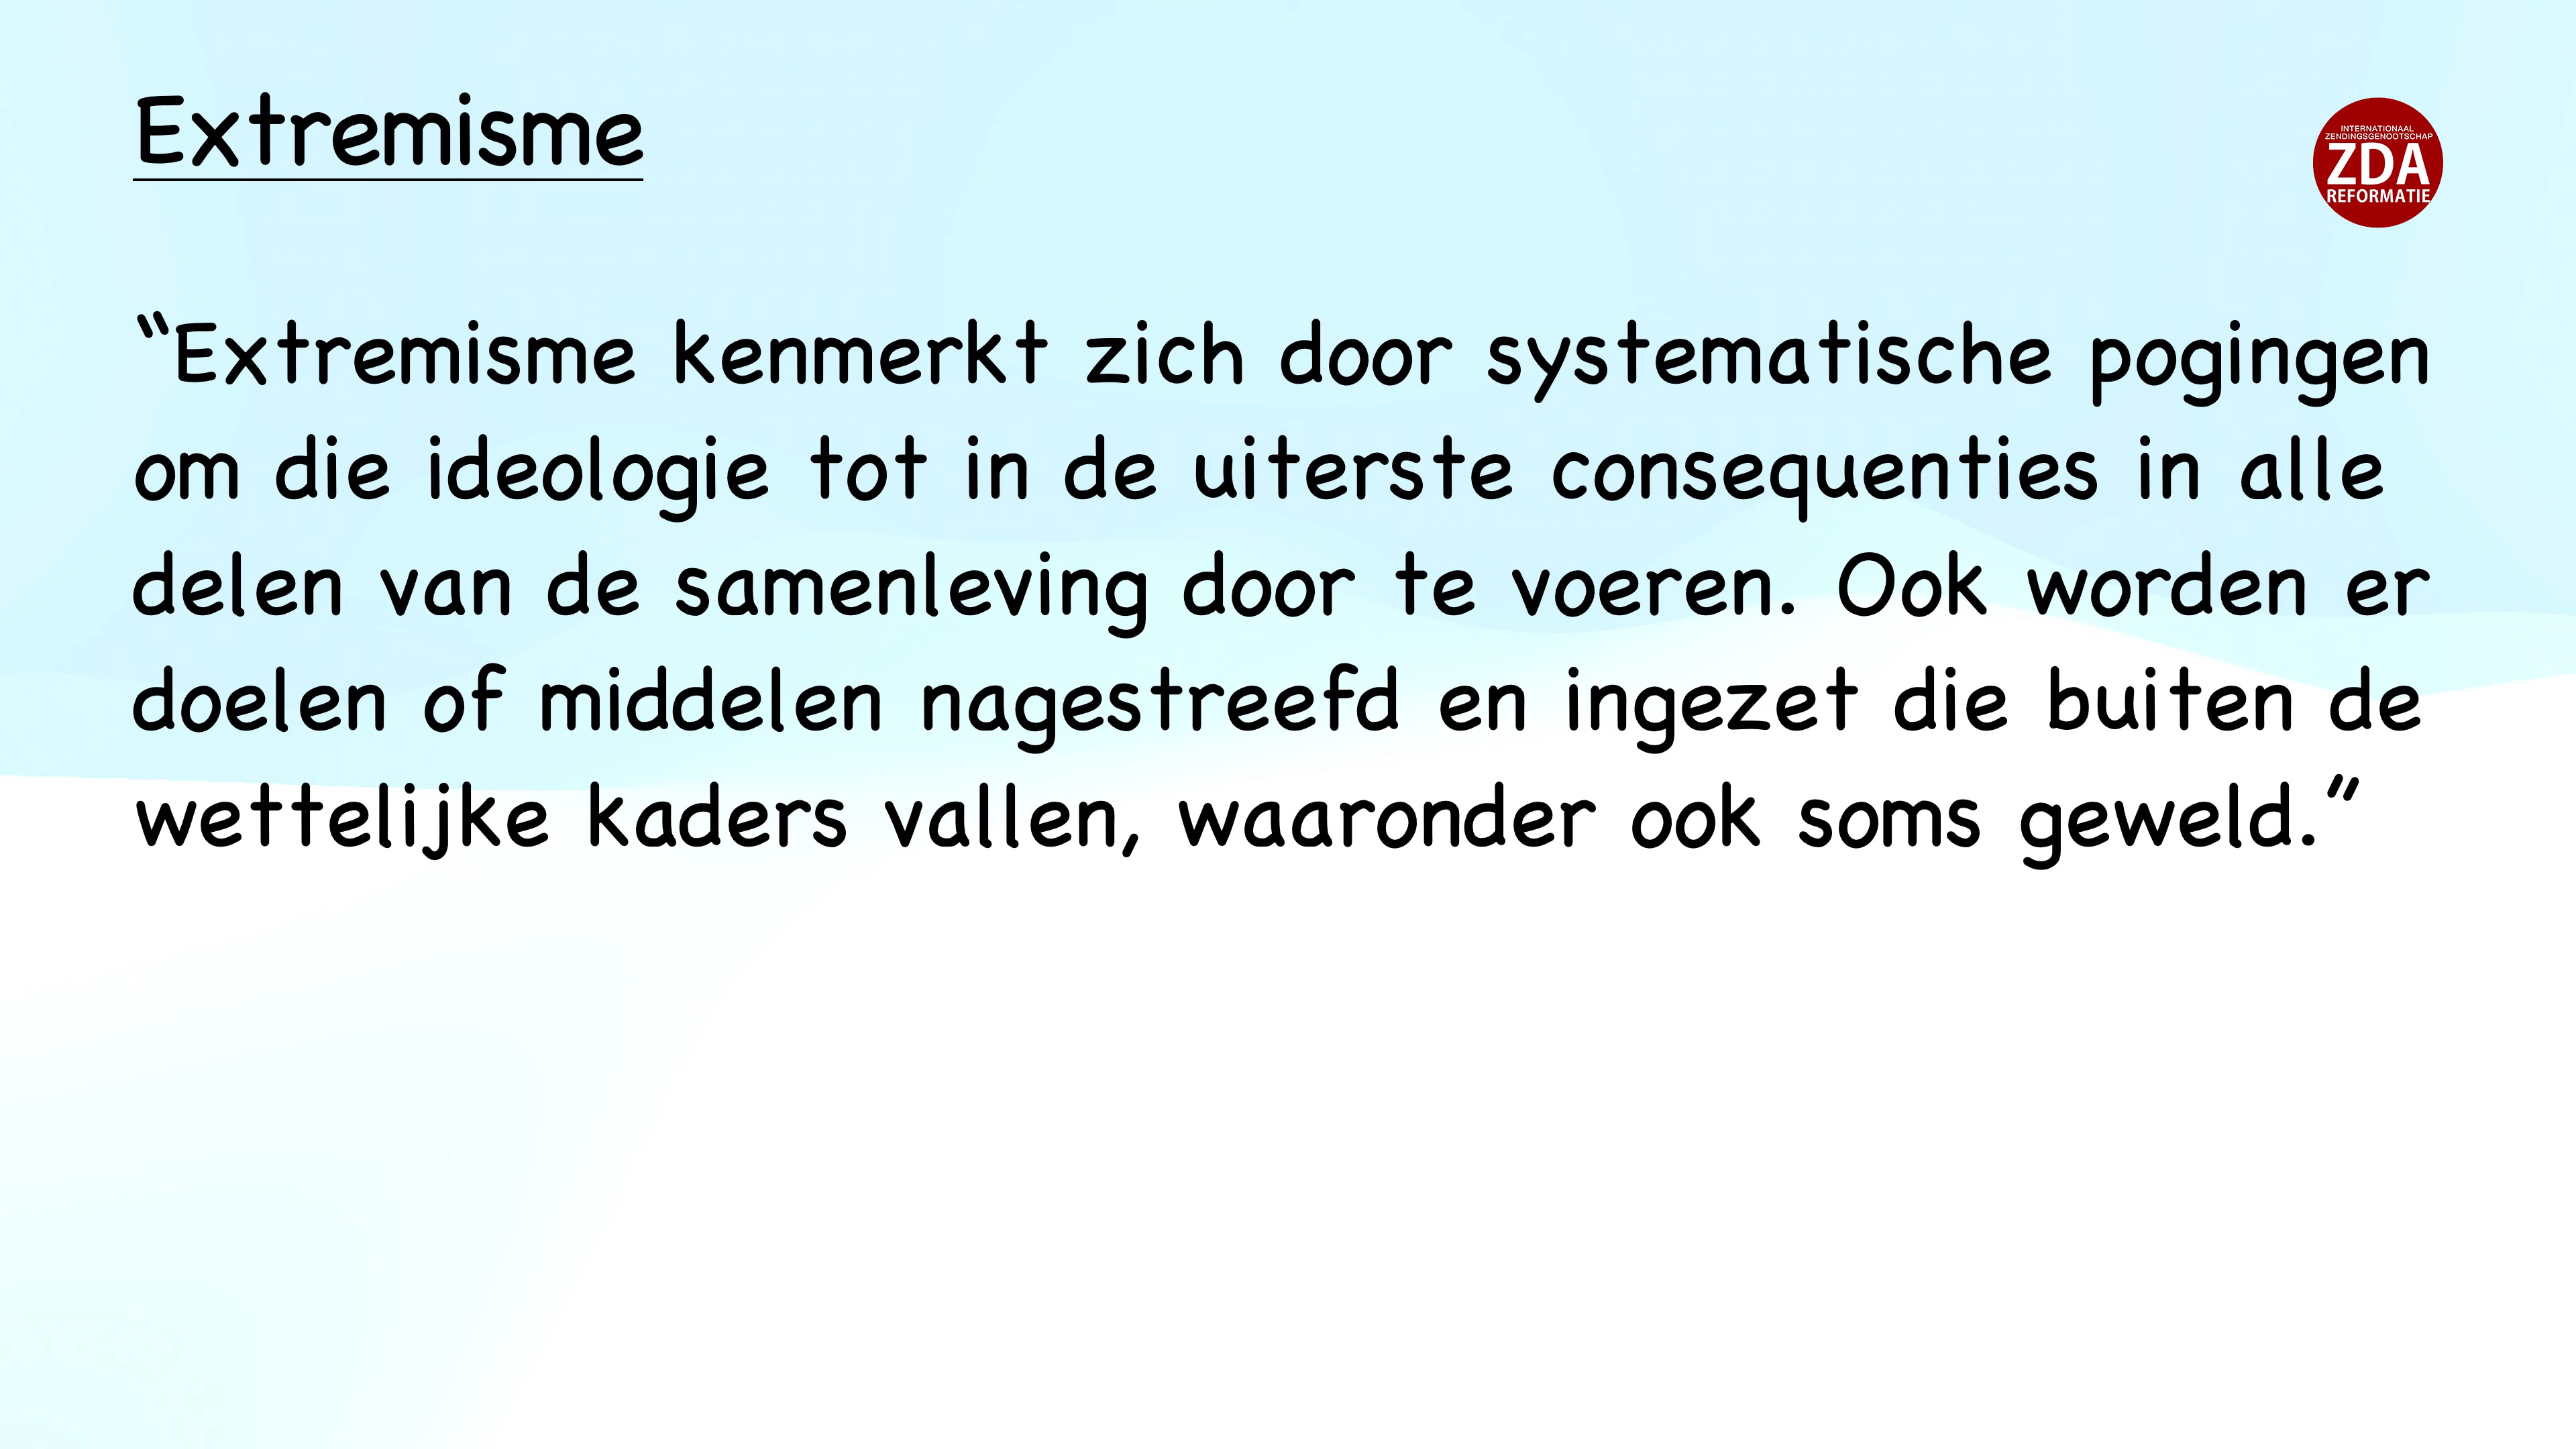 Extremisme
INTERNATIONAAL
ZENDINGSGENOOTSCHAP
ZDA
REFORMATIE
“Extremisme kenmerkt zich door systematische pogingen
om die ideologie tot in de uiterste consequenties in alle
delen van de samenleving door te voeren. Ook worden er
doelen of middelen nagestreefd en ingezet die buiten de
wettelijke kaders vallen, waaronder ook soms geweld.”